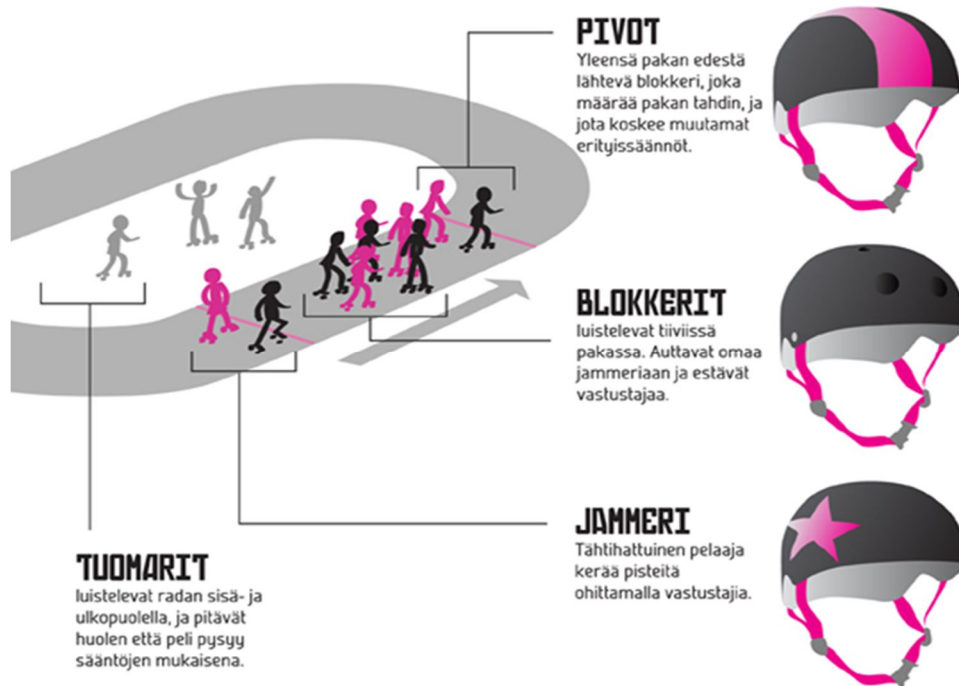 PIVOT
Yleensä pakan edestä
lähtevä blokkeri, joka
määrää pakan tahdin, ja
jota koskee muutamat
erityissäännöt.
BLOKKERIT
luistelevat tiiviissä
pakassa. Auttavat omaa
jammeriaan ja estävät
vastustajaa.
JAMMERI
Tähtihattuinen pelaaja
kerää pisteitä
ohittamalla vastustajia.
TUOMARIT
luistelevat radan sisä- ja
ulkopuolella, ja pitävät
huolen että peli pysyy
sääntöjen mukaisena.